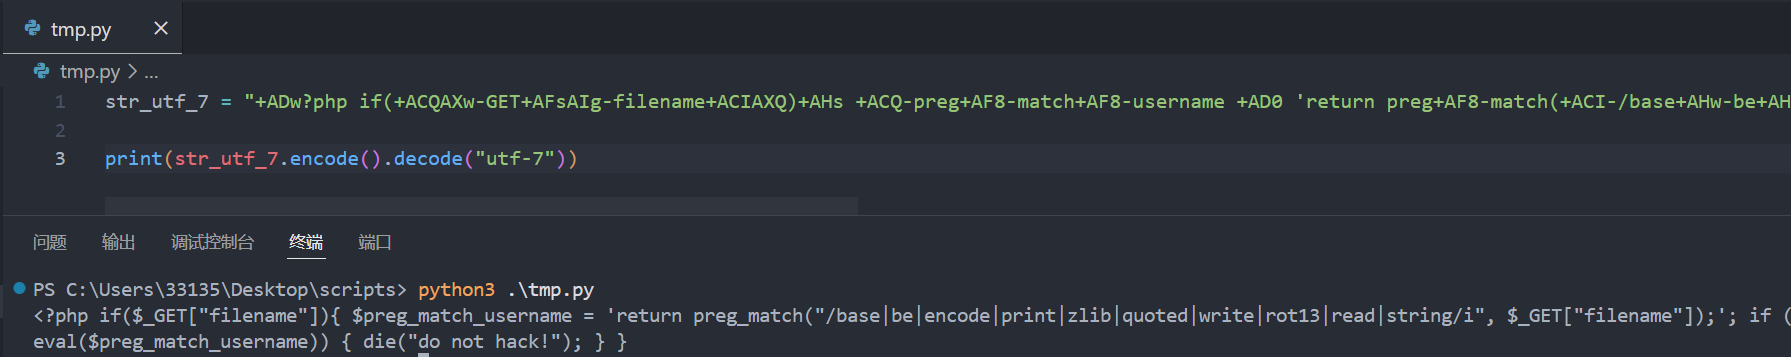 tmp.py
tmp.py > ...
1 str_utf_7 = "+ADw?php if(+ACQAXw-GET+AFsAIg-filename+ACIAXQ)+AHs +ACQ-preg+AF8-match+AF8-username +AD0 'return preg+AF8-match(+ACI-/base+AHw-be+AH
2
3 print(str_utf_7.encode().decode("utf-7"))
问题 输出 调试控制台 终端 端口
PS C:\Users\33135\Desktop\scripts> python3 .\tmp.py
<?php if($_GET["filename"]){ $preg_match_username = 'return preg_match("/base|be|encode|print|zlib|quoted|write|rot13|read|string/i", $_GET["filename"]);'; if (
eval($preg_match_username)) { die("do not hack!"); } }